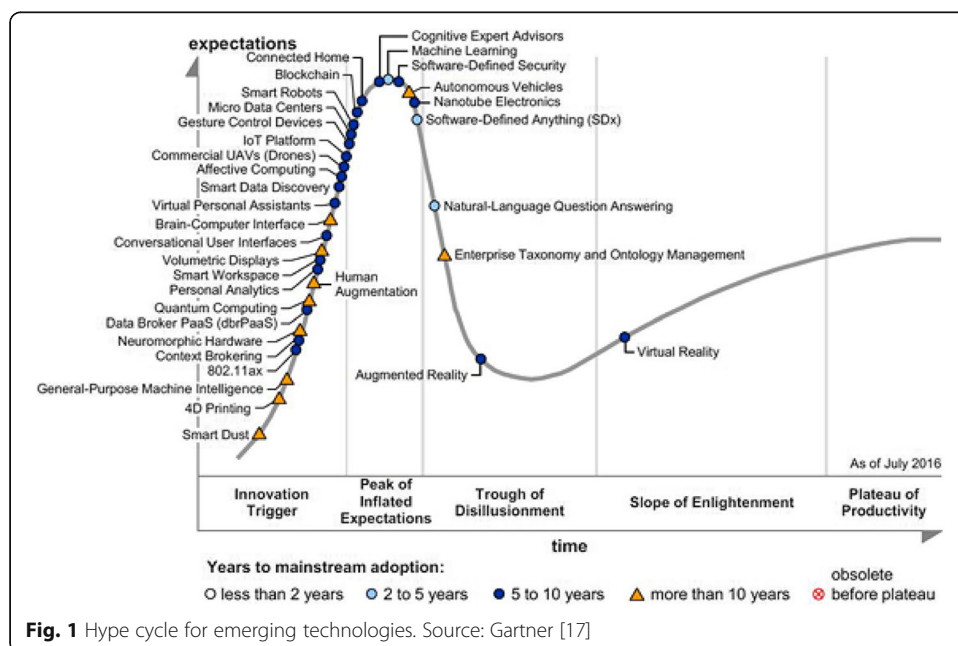 expectations
Cognitive Expert Advisors
Machine Learning
Software-Defined Security
Connected Home
Blockchain
Autonomous Vehicles
Smart Robots
Nanotube Electronics
Micro Data Centers
Gesture Control Devices
Software-Defined Anything (SDx)
IoT Platform
Commercial UAVs (Drones)
Affective Computing
Smart Data Discovery
Virtual Personal Assistants
Natural-Language Question Answering
Brain-Computer Interface
Conversational User Interfaces
Volumetric Displays
Enterprise Taxonomy and Ontology Management
Smart Workspace
Personal Analytics
Human
Augmentation
Quantum Computing
Data Broker PaaS (dbrPaaS)
Neuromorphic Hardware
Context Brokering
802.11ax
Virtual Reality
Augmented Reality
General-Purpose Machine Intelligence
4D Printing
Smart Dust
As of July 2016
Innovation
Trigger
Peak of
Inflated
Expectations
Trough of
Disillusionment
Slope of Enlightenment
Plateau of
Productivity
time
Years to mainstream adoption:
less than 2 years
2 to 5 years
5 to 10 years
more than 10 years
obsolete
before plateau
Fig. 1 Hype cycle for emerging technologies. Source: Gartner [17]